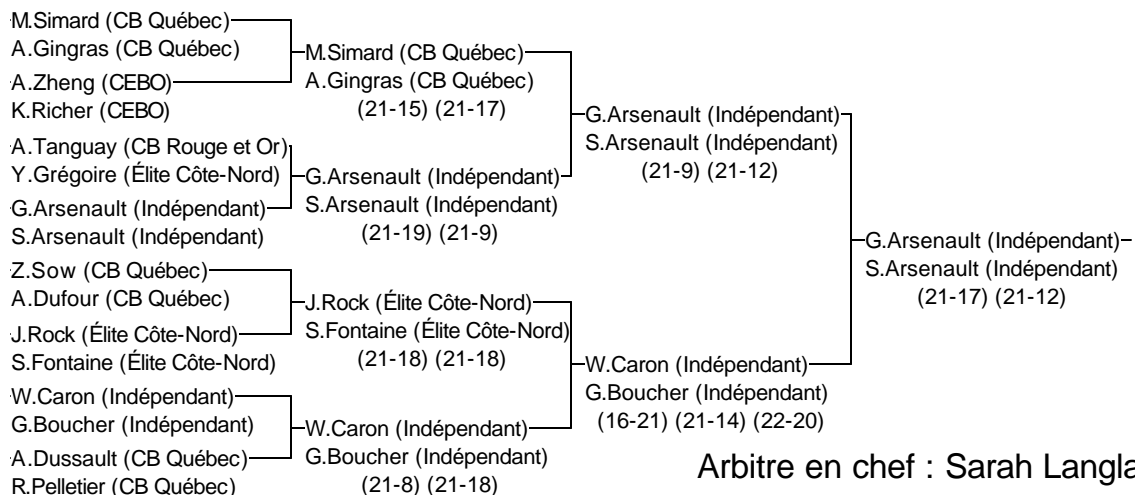 M.Simard (CB Québec)
A.Gingras (CB Québec)
A.Zheng (CEBO)
K.Richer (CEBO)
A.Tanguay (CB Rouge et Or)
Y.Grégoire (Élite Côte-Nord)
G.Arsenault (Indépendant)
S.Arsenault (Indépendant)
Z.Sow (CB Québec)
A.Dufour (CB Québec)
J.Rock (Élite Côte-Nord)
S.Fontaine (Élite Côte-Nord)
W.Caron (Indépendant)
G.Boucher (Indépendant)
A.Dussault (CB Québec)
R.Pelletier (CB Québec)
M.Simard (CB Québec)
A.Gingras (CB Québec)
(21-15) (21-17)
G.Arsenault (Indépendant)
S.Arsenault (Indépendant)
(21-19) (21-9)
J.Rock (Élite Côte-Nord)
S.Fontaine (Élite Côte-Nord)
(21-18) (21-18)
W.Caron (Indépendant)
G.Boucher (Indépendant)
(21-8) (21-18)
G.Arsenault (Indépendant)
S.Arsenault (Indépendant)
(21-9) (21-12)
W.Caron (Indépendant)
G.Boucher (Indépendant)
(16-21) (21-14) (22-20)
G.Arsenault (Indépendant)
S.Arsenault (Indépendant)
(21-17) (21-12)
Arbitre en chef : Sarah